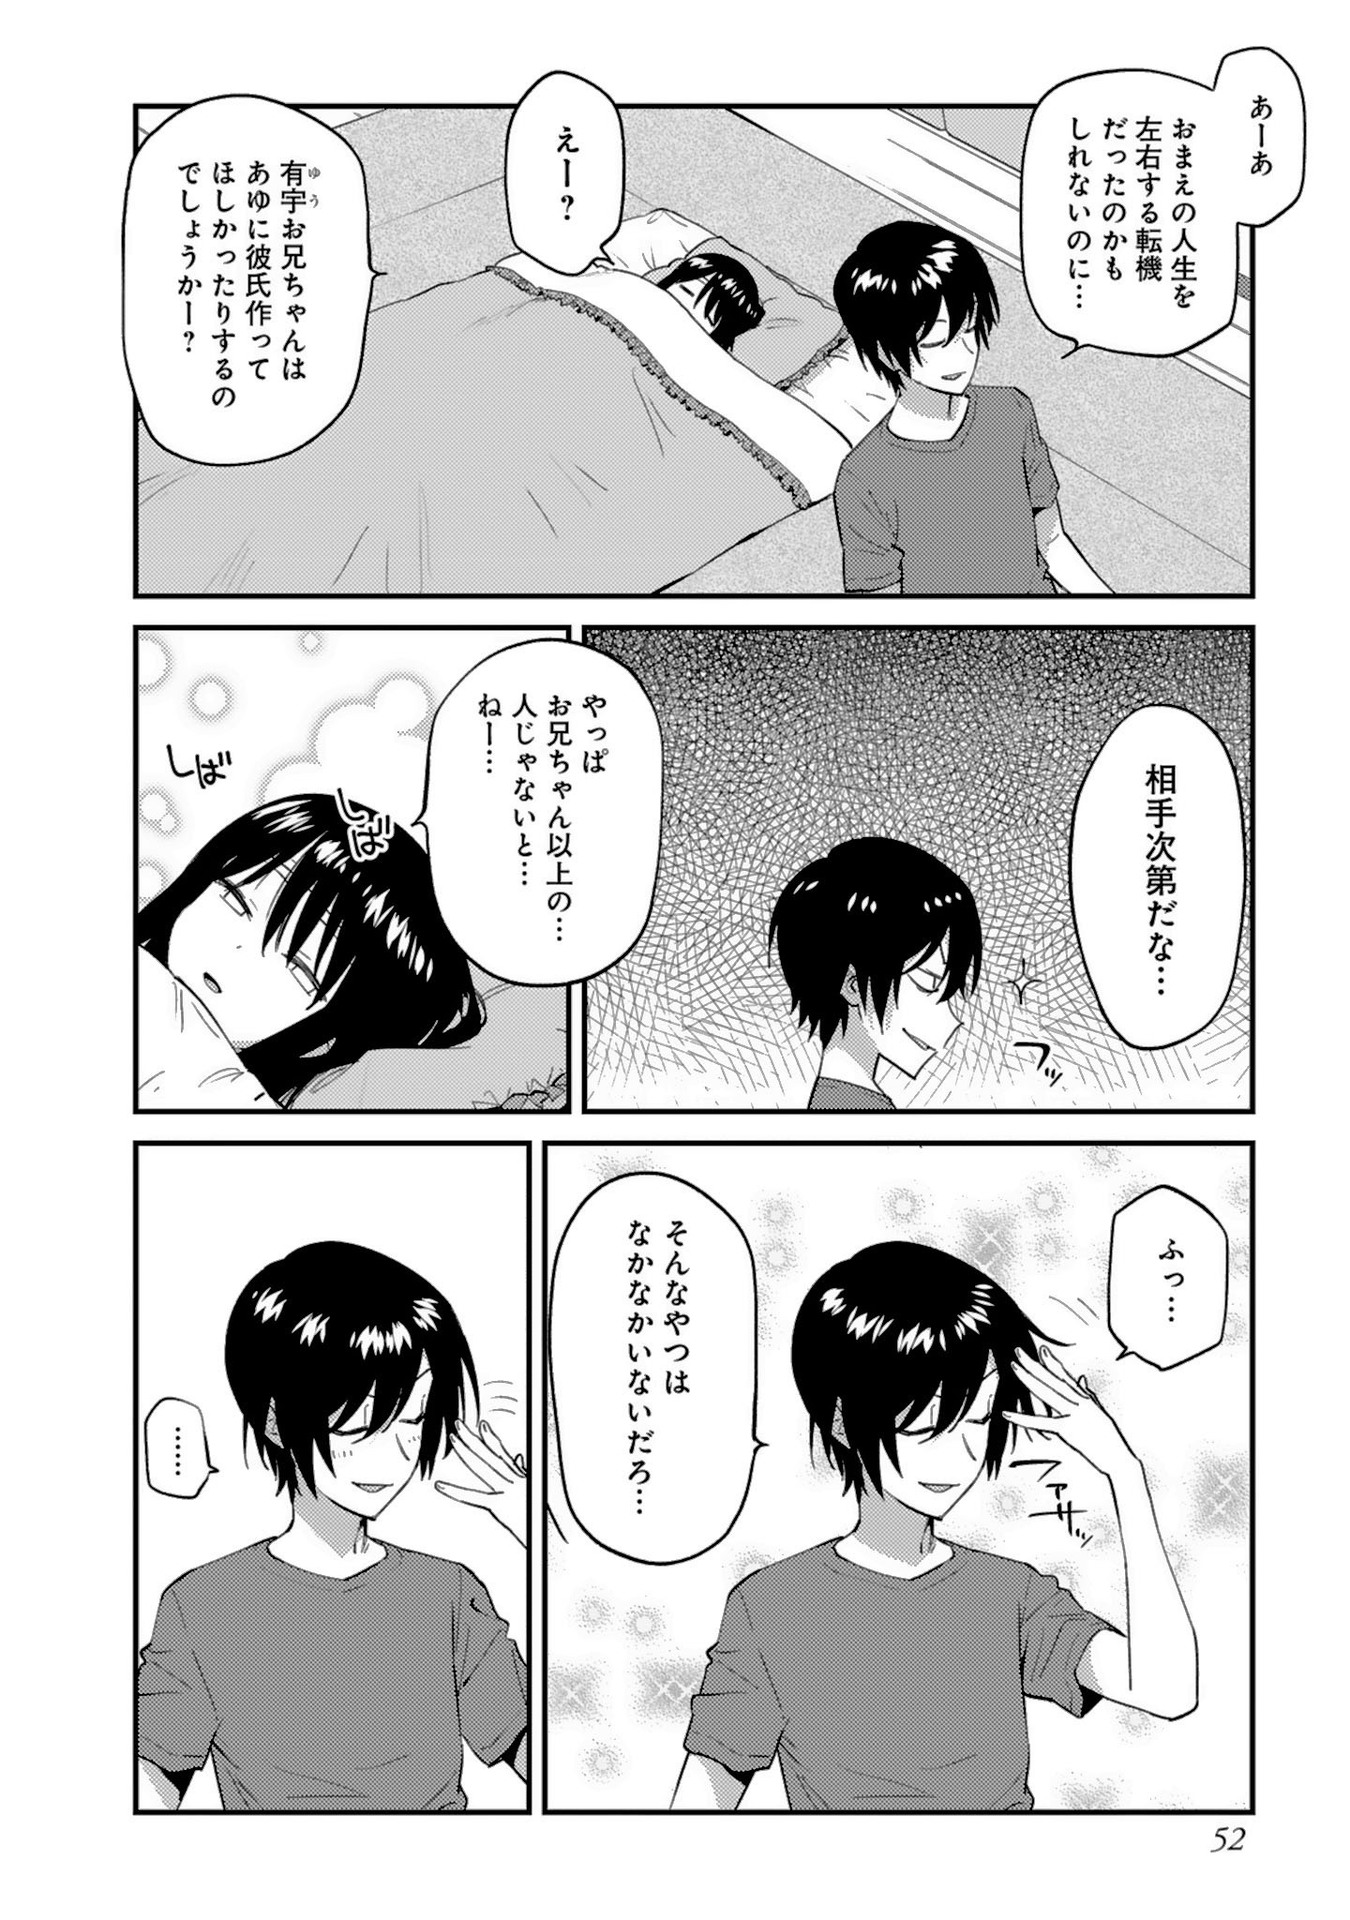 あーあ
おまえの人生を
左右する転機
だったのかも
しれないのに…
えー？
有宇お兄ちゃんは
ゆう
あゆに彼氏作って
ほしかったりするの
でしょうかー？
相手次第だな…
フッ
やっぱ
お兄ちゃん以上の…
人じゃないと…
ねー…
しば
しば
ふっ…
ファサッ
そんなやつは
なかなかいないだろ…
……
52